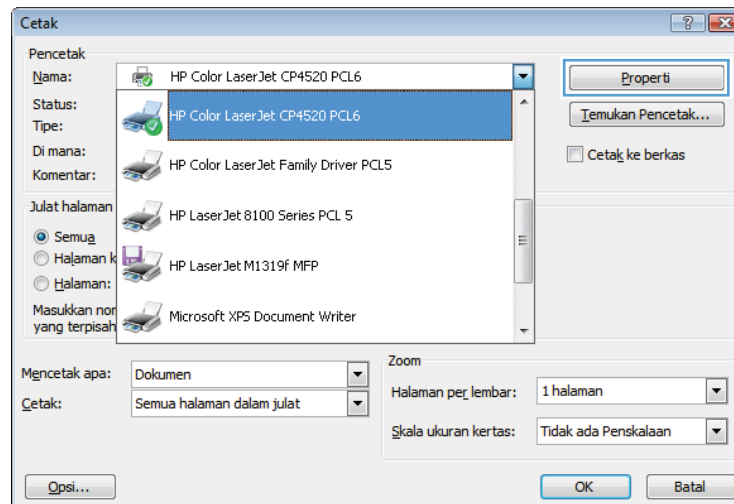 Cetak
Pencetak
Nama: HP Color LaserJet CP4520 PCL6 Properti
Status: HP Color LaserJet CP4520 PCL6 Temukan Pencetak...
Tipe:
Di mana: HP Color LaserJet Family Driver PCL5 Cetak ke berkas
Komentar:
Julat halaman HP LaserJet 8100 Series PCL 5
Semua
Halaman k HP LaserJet M1319f MFP
Halaman:
Masukkan nor Microsoft XPS Document Writer
yang terpisah
Mencetak apa: Dokumen
Cetak: Semua halaman dalam julat
Zoom
Halaman per lembar: 1 halaman
Skala ukuran kertas: Tidak ada Penskalaan
Opsi... OK Batal